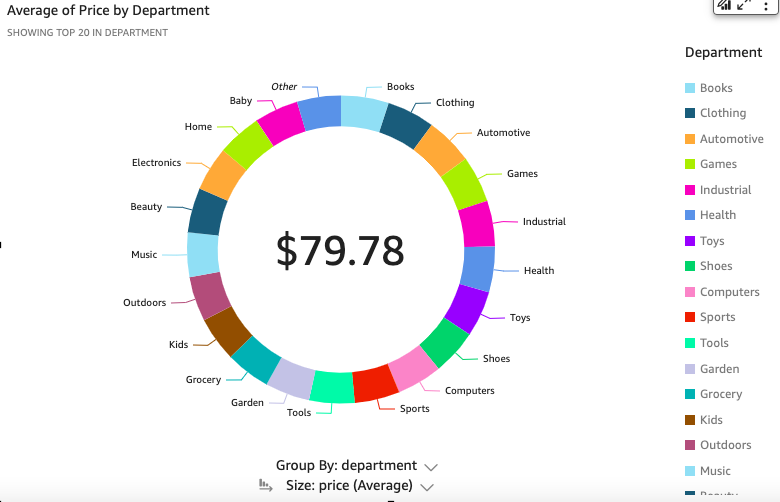 Average of Price by Department
SHOWING TOP 20 IN DEPARTMENT
Other
Books
Clothing
Automotive
Games
Industrial
Health
Toys
Shoes
Computers
Sports
Tools
Garden
Grocery
Kids
Outdoors
Music
Beauty
Electronics
Home
Baby
$79.78
Group By: department
Size: price (Average)
Department
Books
Clothing
Automotive
Games
Industrial
Health
Toys
Shoes
Computers
Sports
Tools
Garden
Grocery
Kids
Outdoors
Music
Beauty